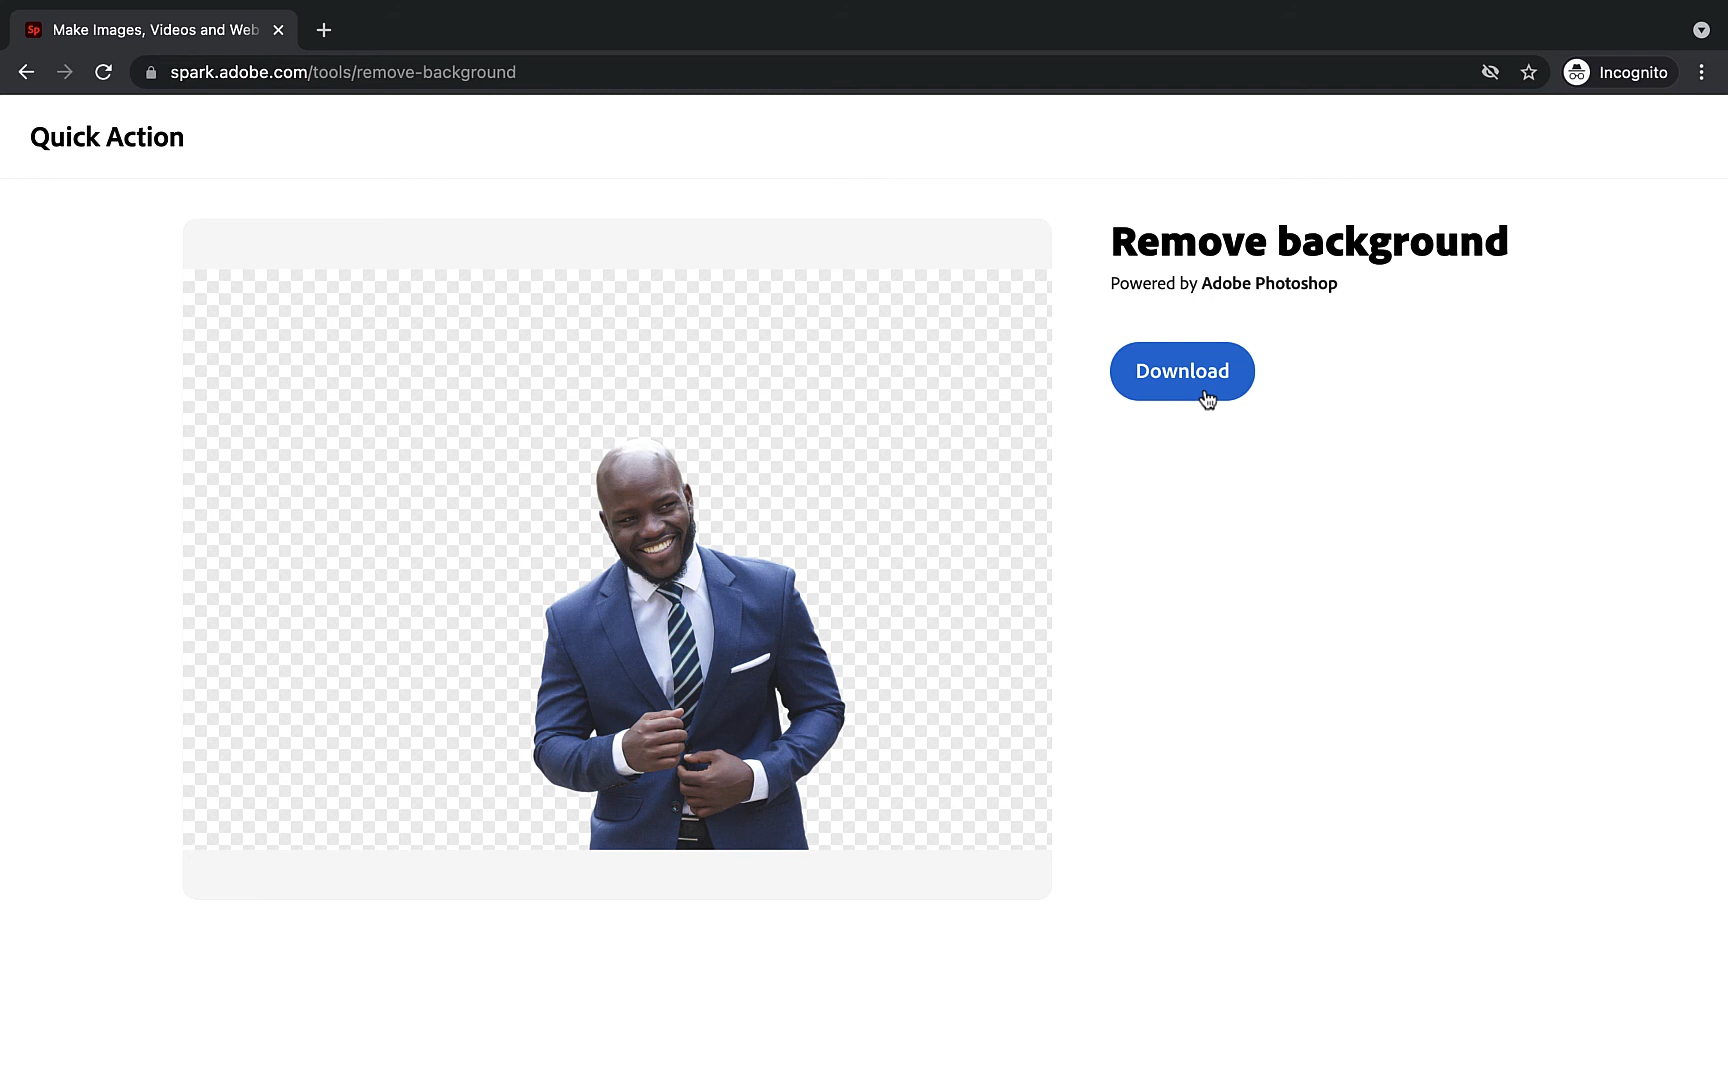 Sp Make Images, Videos and Web
spark.adobe.com/tools/remove-background
Incognito
Quick Action
Remove background
Powered by Adobe Photoshop
Download